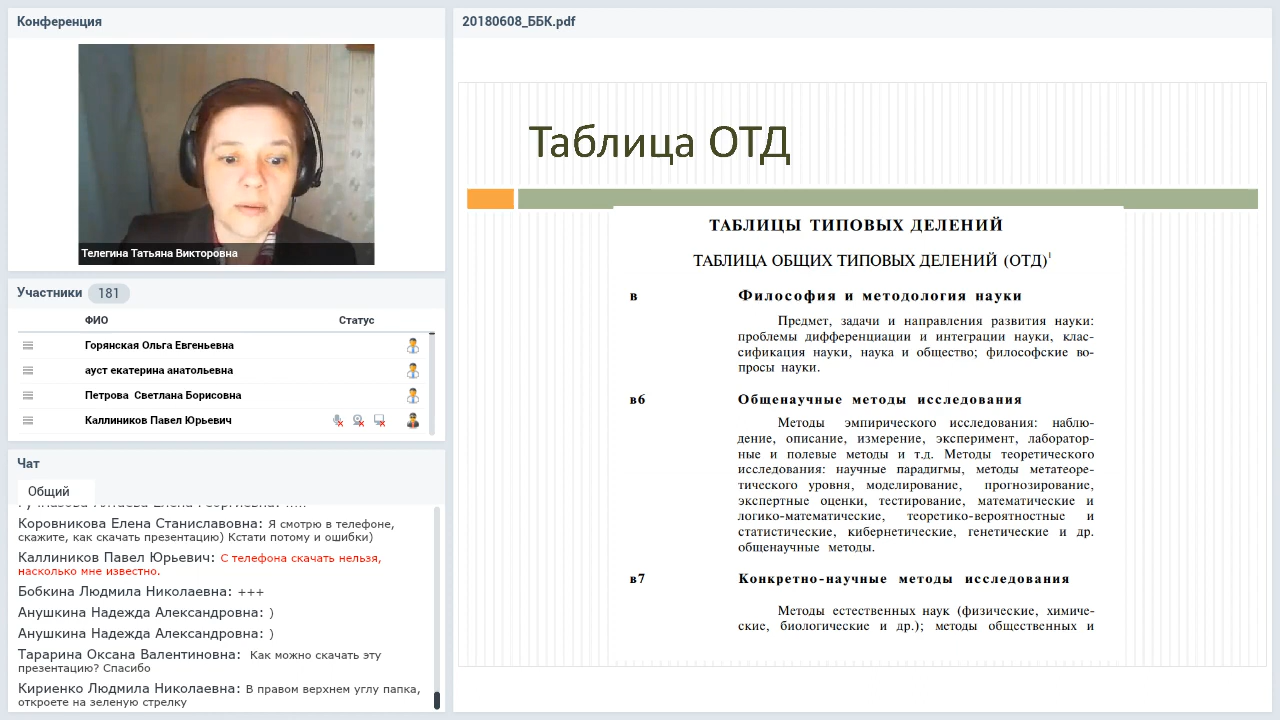 Конференция
Телегина Татьяна Викторовна
Участники 181
ФИО Статус
Горянская Ольга Евгеньевна
ауст екатерина анатольевна
Петрова Светлана Борисовна
Каллиников Павел Юрьевич
Чат
Общий
Коровникова Елена Станиславовна: Я смотрю в телефоне,
скажите, как скачать презентацию) Кстати потому и ошибки)
Каллиников Павел Юрьевич: С телефона скачать нельзя,
насколько мне известно.
Бобкина Людмила Николаевна: +++
Анушкина Надежда Александровна: )
Анушкина Надежда Александровна: )
Тарарина Оксана Валентиновна: Как можно скачать эту
презентацию? Спасибо
Кириенко Людмила Николаевна: В правом верхнем углу папка,
откроете на зеленую стрелку
20180608_ББК.pdf
Таблица ОТД
ТАБЛИЦЫ ТИПОВЫХ ДЕЛЕНИЙ
ТАБЛИЦА ОБЩИХ ТИПОВЫХ ДЕЛЕНИЙ (ОТД)1
в Философия и методология науки
Предмет, задачи и направления развития науки:
проблемы дифференциации и интеграции науки, клас-
сификация науки, наука и общество; философские во-
просы науки.
в6 Общенаучные методы исследования
Методы эмпирического исследования: наблю-
дение, описание, измерение, эксперимент, лаборатор-
ные и полевые методы и т.д. Методы теоретического
исследования: научные парадигмы, методы метатеоре-
тического уровня, моделирование, прогнозирование,
экспертные оценки, тестирование, математические и
логико-математические, теоретико-вероятностные и
статистические, кибернетические, генетические и др.
общенаучные методы.
в7 Конкретно-научные методы исследования
Методы естественных наук (физические, химиче-
ские, биологические и др.); методы общественных и